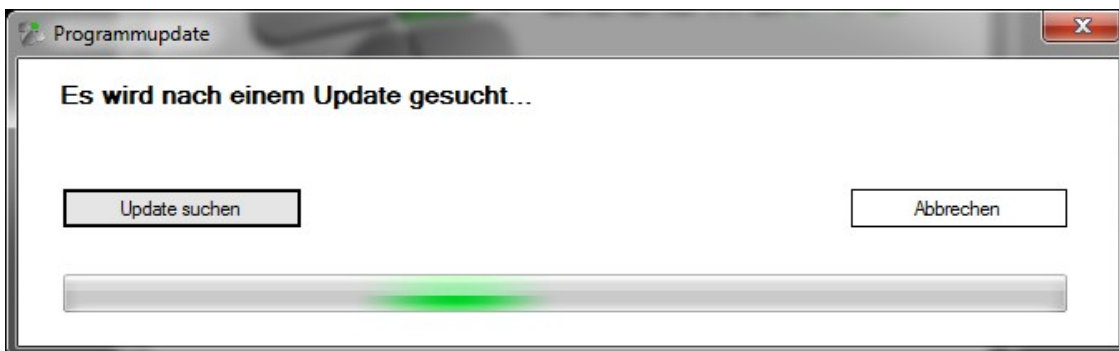 Programmupdate
Es wird nach einem Update gesucht...
Update suchen
Abbrechen